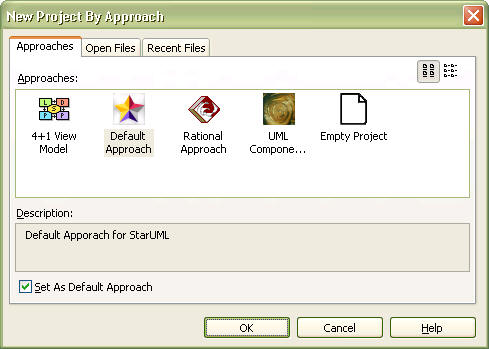 New Project By Approach
Approaches
Open Files
Recent Files
Approaches:
4+1 View
Model
Default
Approach
Rational
Approach
UML
Compone...
Empty Project
Description:
Default Apporach for StarUML
Set As Default Approach
OK
Cancel
Help